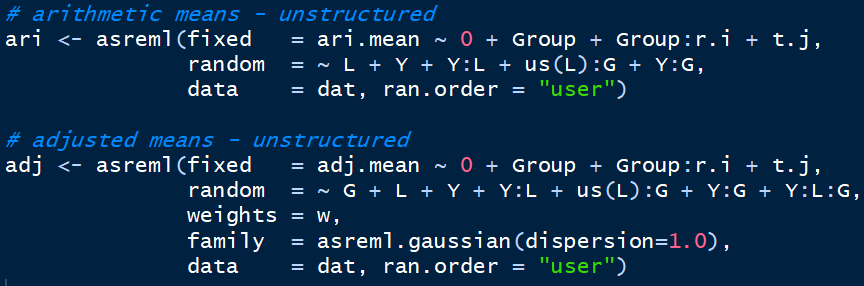 # arithmetic means - unstructured
ari <- asreml(fixed   = ari.mean ~ 0 + Group + Group:r.i + t.j,
              random  = ~ L + Y + Y:L + us(L):G + Y:G,
              data    = dat, ran.order = "user")
# adjusted means - unstructured
adj <- asreml(fixed   = adj.mean ~ 0 + Group + Group:r.i + t.j,
              random  = ~ G + L + Y + Y:L + us(L):G + Y:G + Y:L:G,
              weights = w,
              family  = asreml.gaussian(dispersion=1.0),
              data    = dat, ran.order = "user")